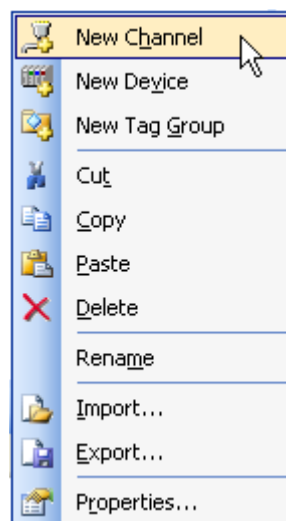 New Channel
New Device
New Tag Group
Cut
Copy
Paste
Delete
Rename
Import...
Export...
Properties...